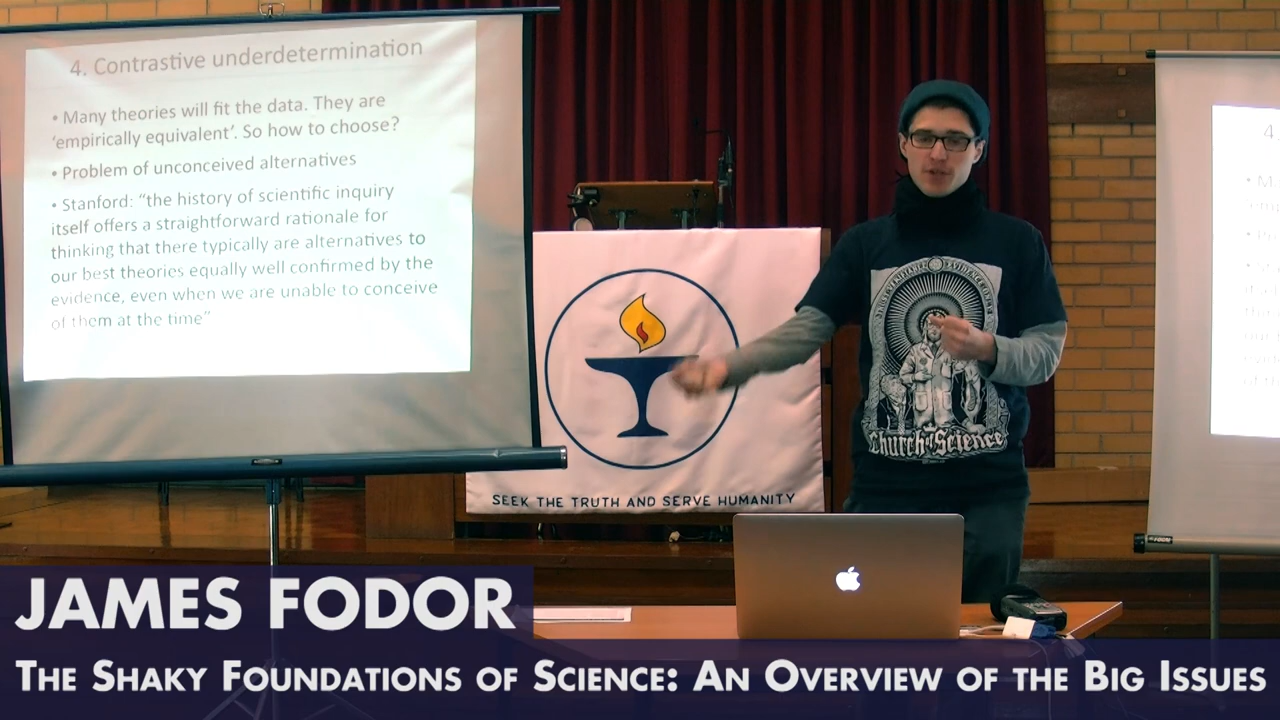 4. Contrastive underdetermination
• Many theories will fit the data. They are
'empirically equivalent'. So how to choose?
• Problem of unconceived alternatives
• Stanford: "the history of scientific inquiry
itself offers a straightforward rationale for
thinking that there typically are alternatives to
our best theories equally well confirmed by the
evidence, even when we are unable to conceive
of them at the time"
4
Church of Science
SEEK THE TRUTH AND SERVE HUMANITY
JAMES FODOR
THE SHAKY FOUNDATIONS OF SCIENCE: AN OVERVIEW OF THE BIG ISSUES